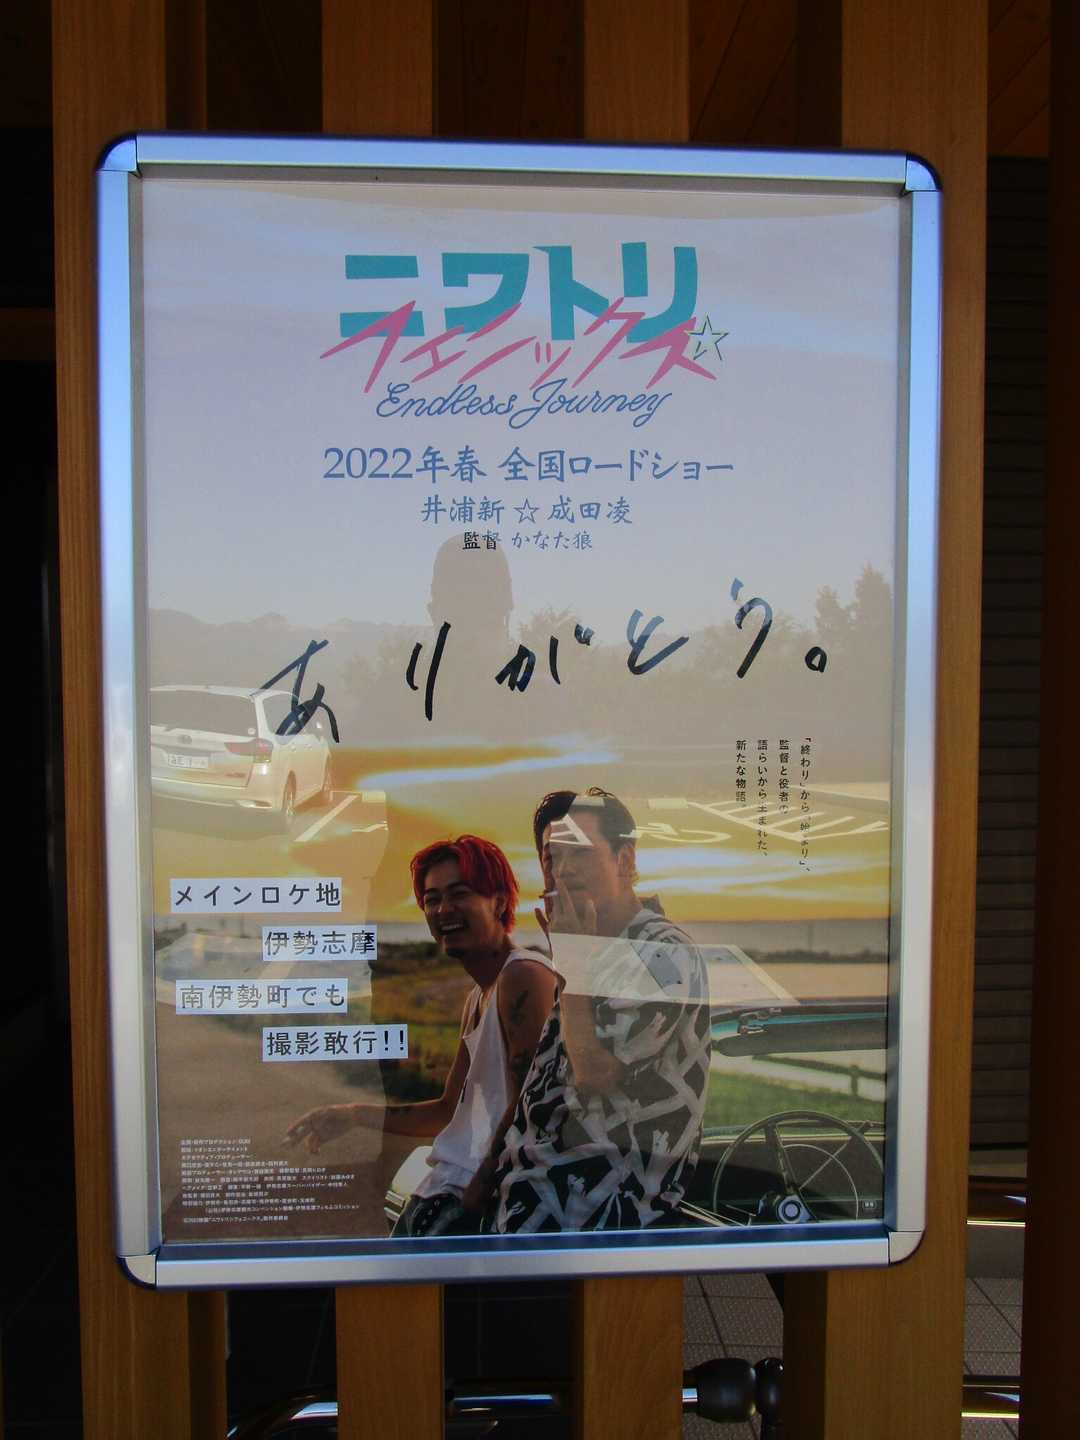 ニワトリ☆
フェニックス
Endless Journey
2022年春 全国ロードショー
井浦新 ☆ 成田凌
監督 かなた狼
ありがとう。
「終わり」から「始まり」、
監督と役者の
語らいから生まれた、
新たな物語。
メインロケ地
伊勢志摩
南伊勢町でも
撮影敢行!!